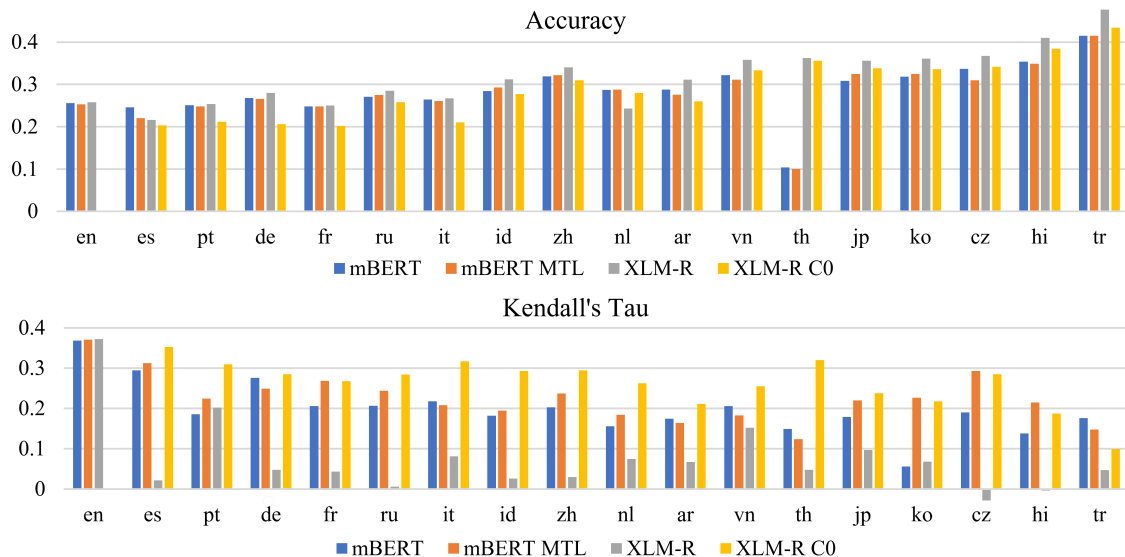 Accuracy
0.4
0.3
0.2
0.1
0
en es pt de fr ru it id zh nl ar vn th jp ko cz hi tr
mBERT mBERT MTL XLM-R XLM-R C0
Kendall's Tau
0.4
0.3
0.2
0.1
0
en es pt de fr ru it id zh nl ar vn th jp ko cz hi tr
mBERT mBERT MTL XLM-R XLM-R C0